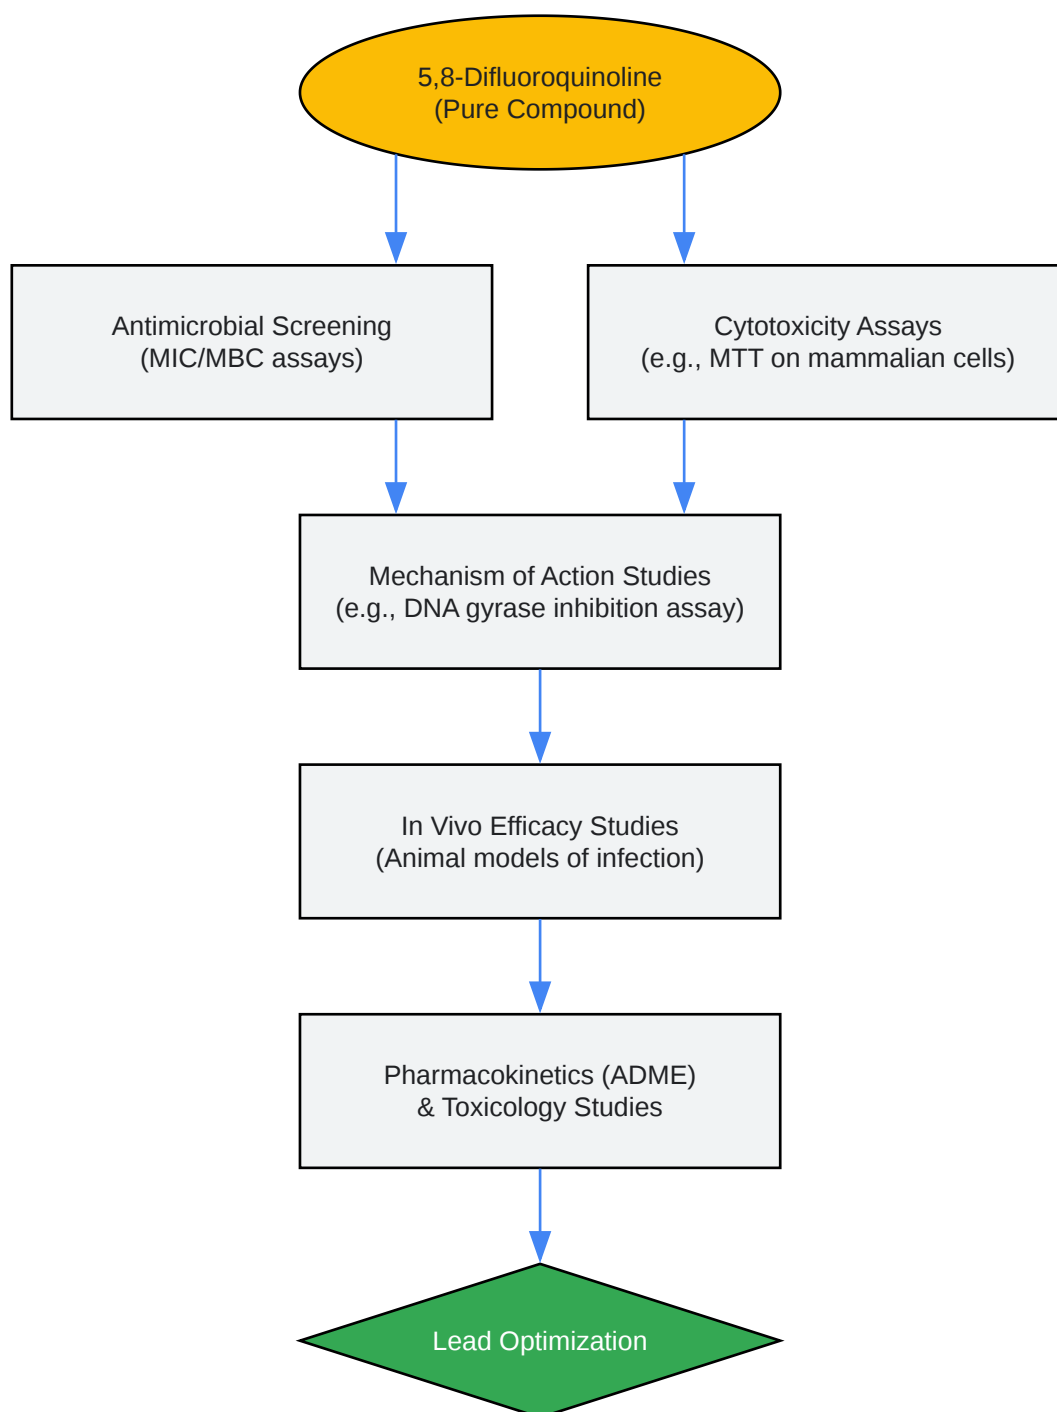 5,8-Difluoroquinoline
(Pure Compound)
Antimicrobial Screening
(MIC/MBC assays)
Cytotoxicity Assays
(e.g., MTT on mammalian cells)
Mechanism of Action Studies
(e.g., DNA gyrase inhibition assay)
In Vivo Efficacy Studies
(Animal models of infection)
Pharmacokinetics (ADME)
& Toxicology Studies
Lead Optimization